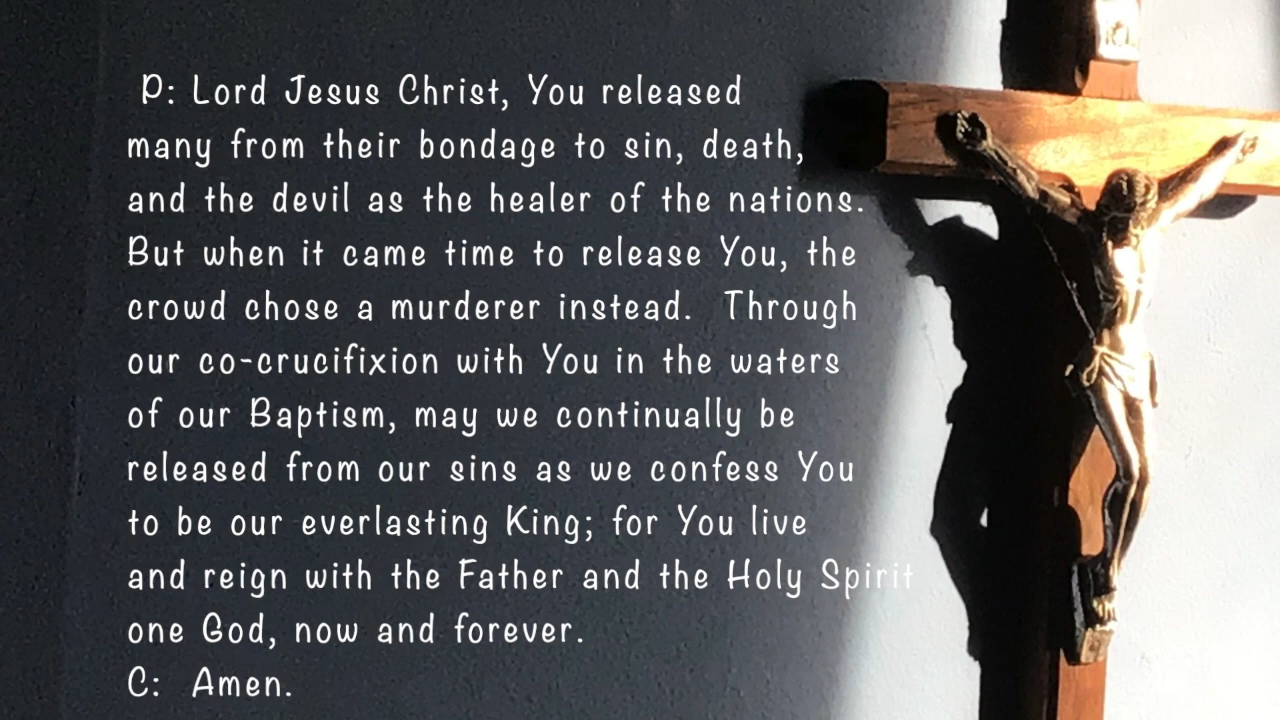 P: Lord Jesus Christ, You released
many from their bondage to sin, death,
and the devil as the healer of the nations.
But when it came time to release You, the
crowd chose a murderer instead.  Through
our co-crucifixion with You in the waters
of our Baptism, may we continually be
released from our sins as we confess You
to be our everlasting King; for You live
and reign with the Father and the Holy Spirit
one God, now and forever.
C:  Amen.